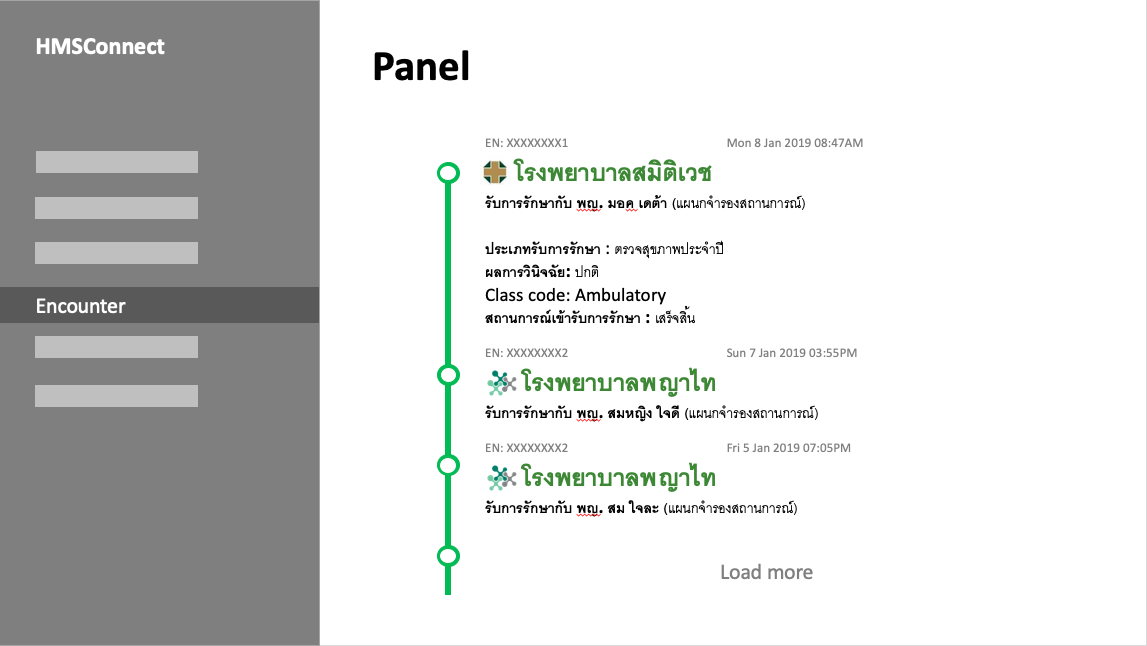 HMSConnect
Panel
EN: XXXXXXXX1 Mon 8 Jan 2019 08:47AM
โรงพยาบาลสมิติเวช
รับการรักษากับ พญ. มอค เดต้า (แผนกจำรองสถานการณ์)
ประเภทรับการรักษา : ตรวจสุขภาพประจำปี
ผลการวินิจฉัย: ปกติ
Class code: Ambulatory
สถานการณ์เข้ารับการรักษา : เสร็จสิ้น
Encounter
EN: XXXXXXXX2 Sun 7 Jan 2019 03:55PM
โรงพยาบาลพญาไท
รับการรักษากับ พญ. สมหญิง ใจดี (แผนกจำรองสถานการณ์)
EN: XXXXXXXX2 Fri 5 Jan 2019 07:05PM
โรงพยาบาลพญาไท
รับการรักษากับ พญ. สม ใจละ (แผนกจำรองสถานการณ์)
Load more